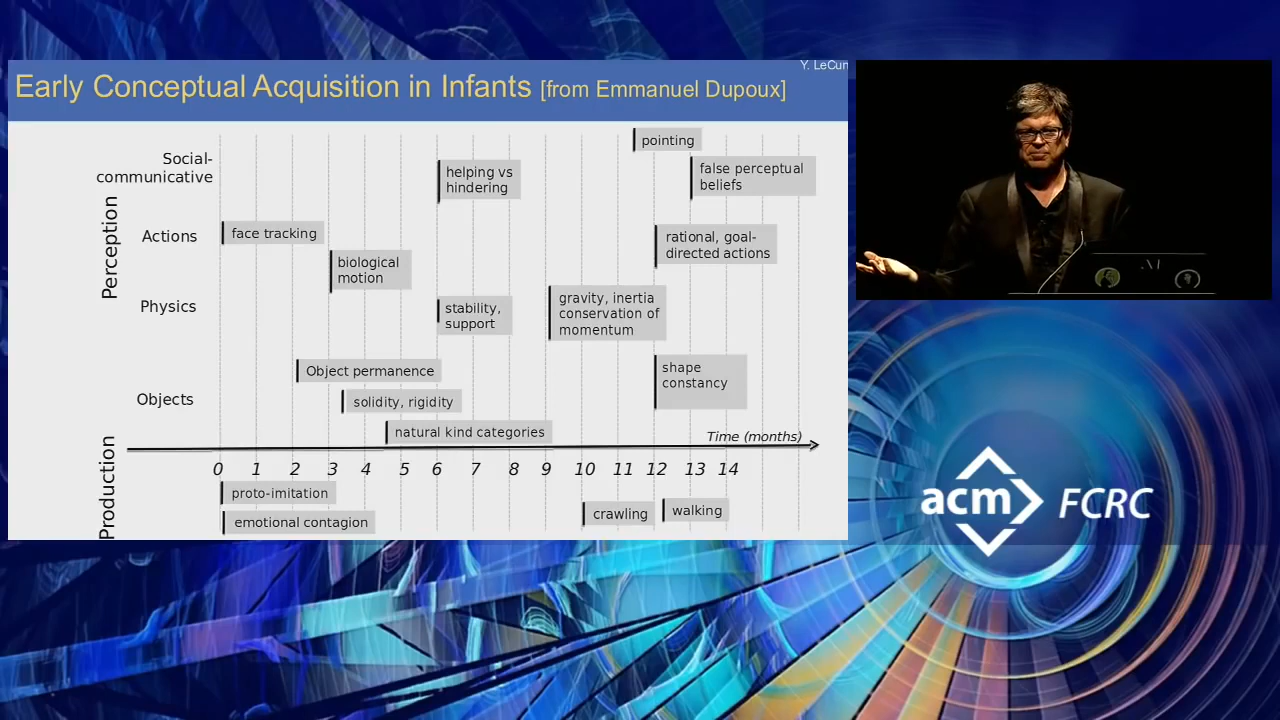 Y. LeCun
Early Conceptual Acquisition in Infants [from Emmanuel Dupoux]
pointing
Social-
communicative
helping vs
hindering
false perceptual
beliefs
Perception
Actions
face tracking
rational, goal-
directed actions
biological
motion
Physics
stability,
support
gravity, inertia
conservation of
momentum
Object permanence
shape
constancy
Objects
solidity, rigidity
natural kind categories
Time (months)
0 1 2 3 4 5 6 7 8 9 10 11 12 13 14
Production
proto-imitation
emotional contagion
crawling
walking
acm FCRC